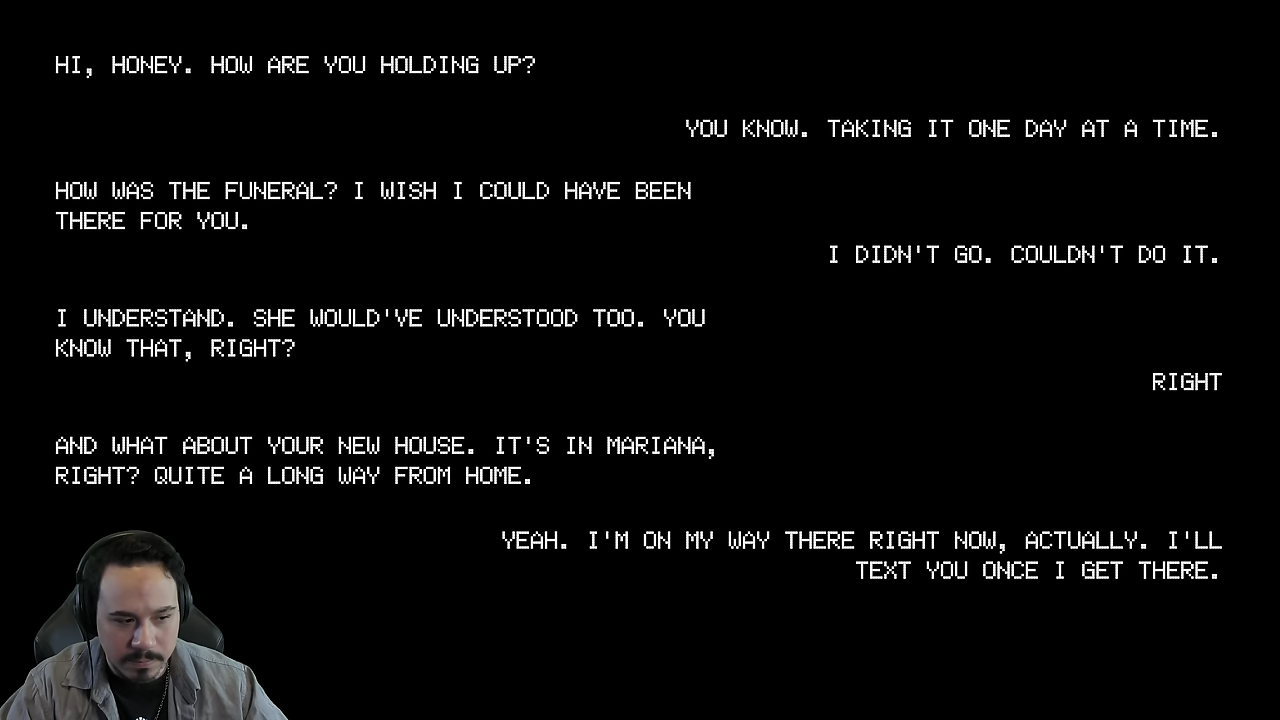 HI, HONEY. HOW ARE YOU HOLDING UP?
YOU KNOW. TAKING IT ONE DAY AT A TIME.
HOW WAS THE FUNERAL? I WISH I COULD HAVE BEEN
THERE FOR YOU.
I DIDN'T GO. COULDN'T DO IT.
I UNDERSTAND. SHE WOULD'VE UNDERSTOOD TOO. YOU
KNOW THAT, RIGHT?
RIGHT
AND WHAT ABOUT YOUR NEW HOUSE. IT'S IN MARIANA,
RIGHT? QUITE A LONG WAY FROM HOME.
YEAH. I'M ON MY WAY THERE RIGHT NOW, ACTUALLY. I'LL
TEXT YOU ONCE I GET THERE.